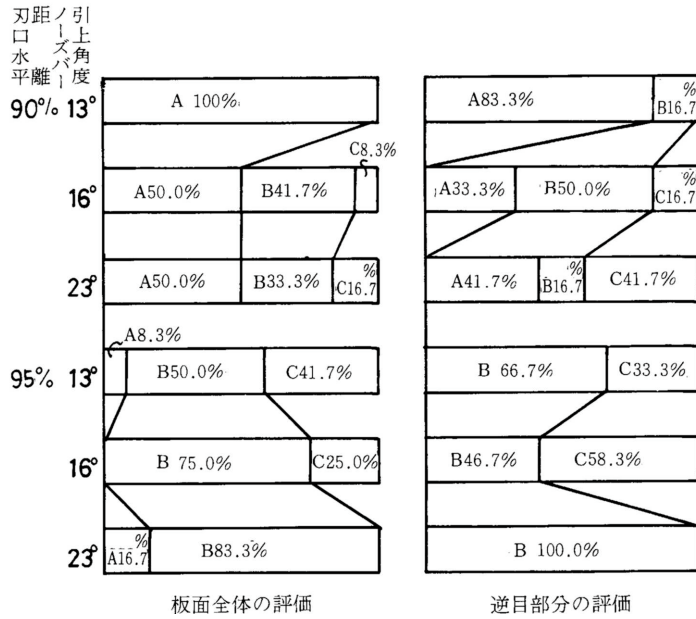 刃口水平
距離
ノーズバー
引上角度
90% 13°
A 100%
A83.3%
%
B16.7
C8.3%
16°
A50.0%
B41.7%
A33.3%
B50.0%
%
C16.7
23°
A50.0%
B33.3%
%
C16.7
A41.7%
%
B16.7
C41.7%
A8.3%
95% 13°
B50.0%
C41.7%
B 66.7%
C33.3%
16°
B 75.0%
C25.0%
B46.7%
C58.3%
23°
%
A16.7
B83.3%
B 100.0%
板面全体の評価
逆目部分の評価